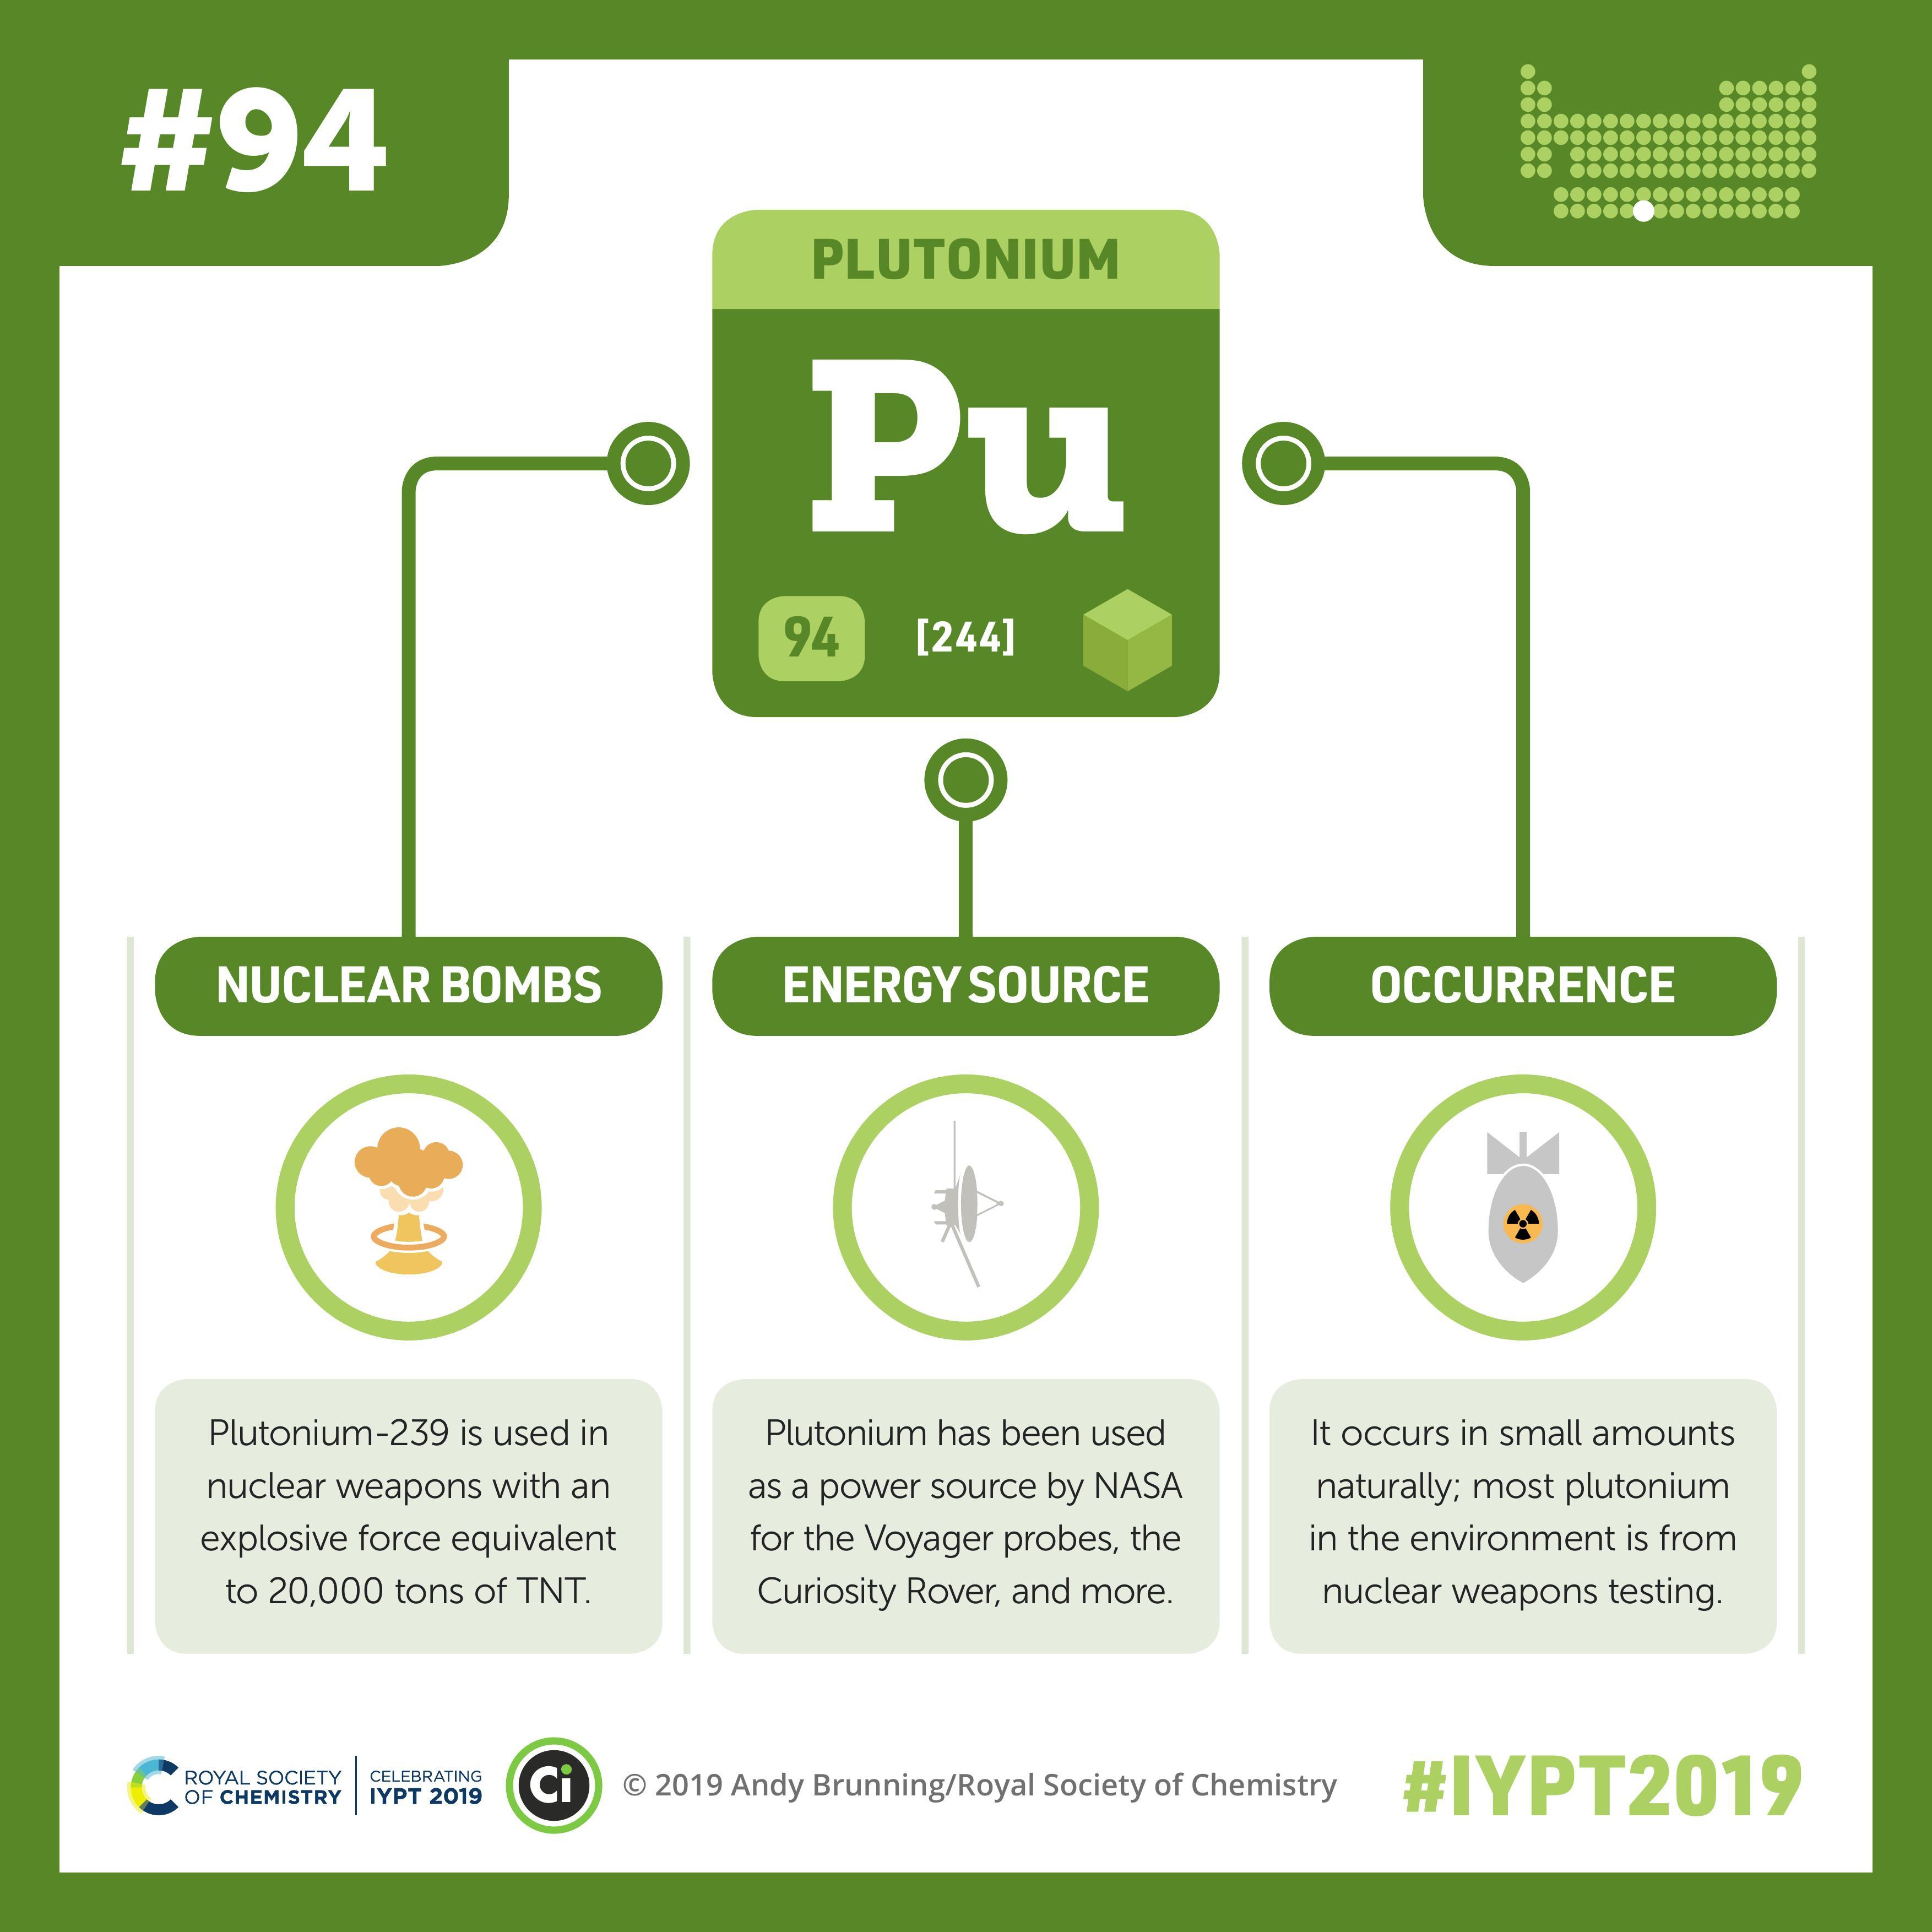 #94
PLUTONIUM
Pu
94 [244]
NUCLEAR BOMBS
Plutonium-239 is used in
nuclear weapons with an
explosive force equivalent
to 20,000 tons of TNT.
ENERGY SOURCE
Plutonium has been used
as a power source by NASA
for the Voyager probes, the
Curiosity Rover, and more.
OCCURRENCE
It occurs in small amounts
naturally; most plutonium
in the environment is from
nuclear weapons testing.
ROYAL SOCIETY
OF CHEMISTRY
CELEBRATING
IYPT 2019
Ci
© 2019 Andy Brunning/Royal Society of Chemistry
#IYPT2019